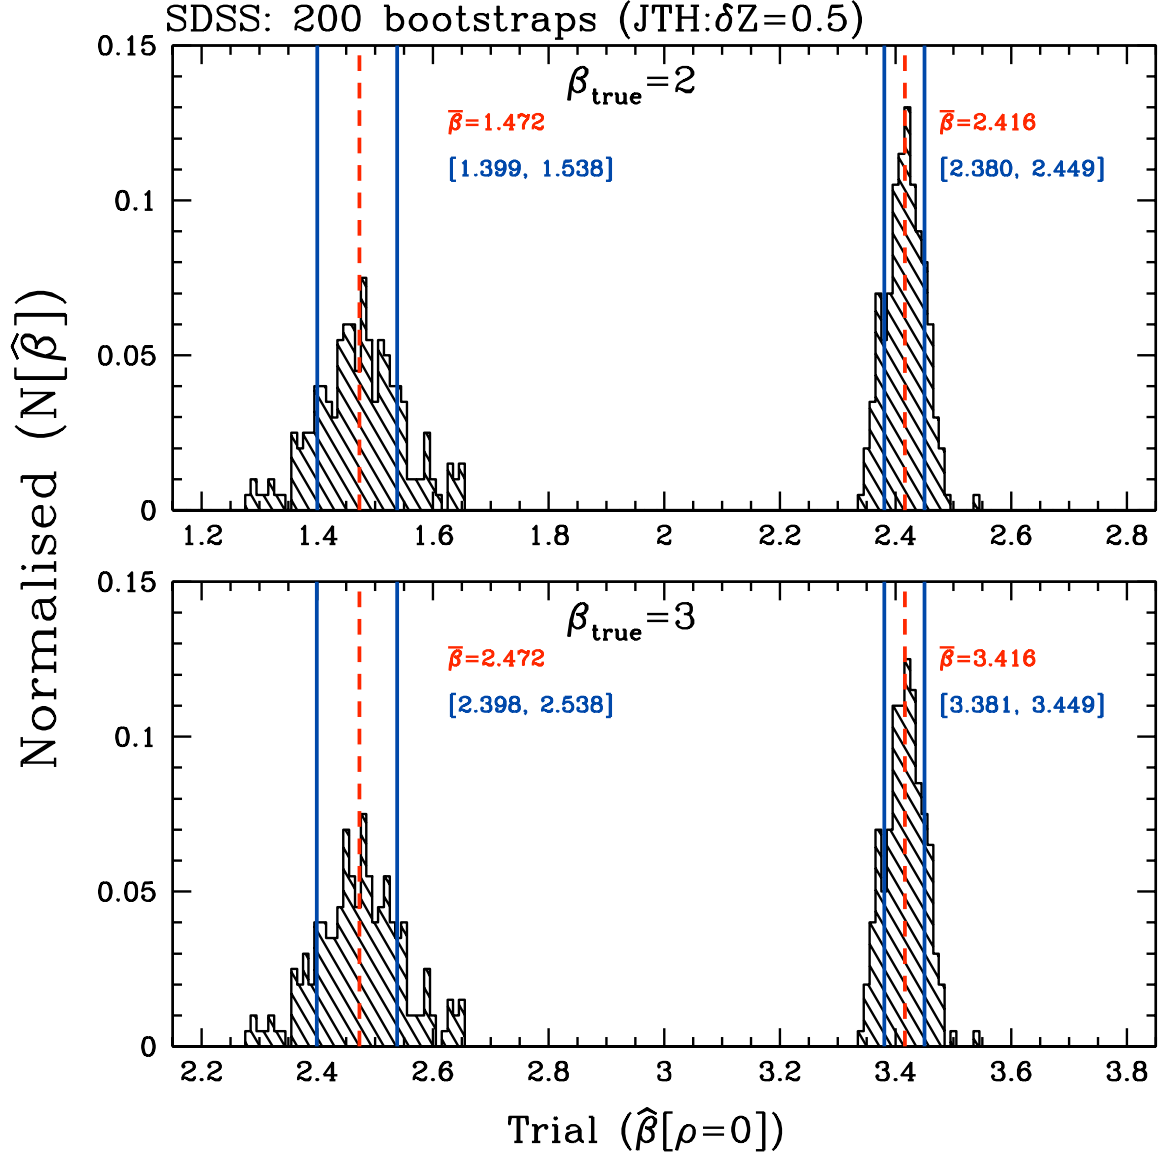 SDSS: 200 bootstraps (JTH:δZ=0.5)
0.15
β_true=2
β̅=1.472
β̅=2.416
[1.399, 1.538]
[2.380, 2.449]
0.1
0.05
0
1.2 1.4 1.6 1.8 2 2.2 2.4 2.6 2.8
Normalised (N[β̂])
0.15
β_true=3
β̅=2.472
β̅=3.416
[2.398, 2.538]
[3.381, 3.449]
0.1
0.05
0
2.2 2.4 2.6 2.8 3 3.2 3.4 3.6 3.8
Trial (β̂[ρ=0])